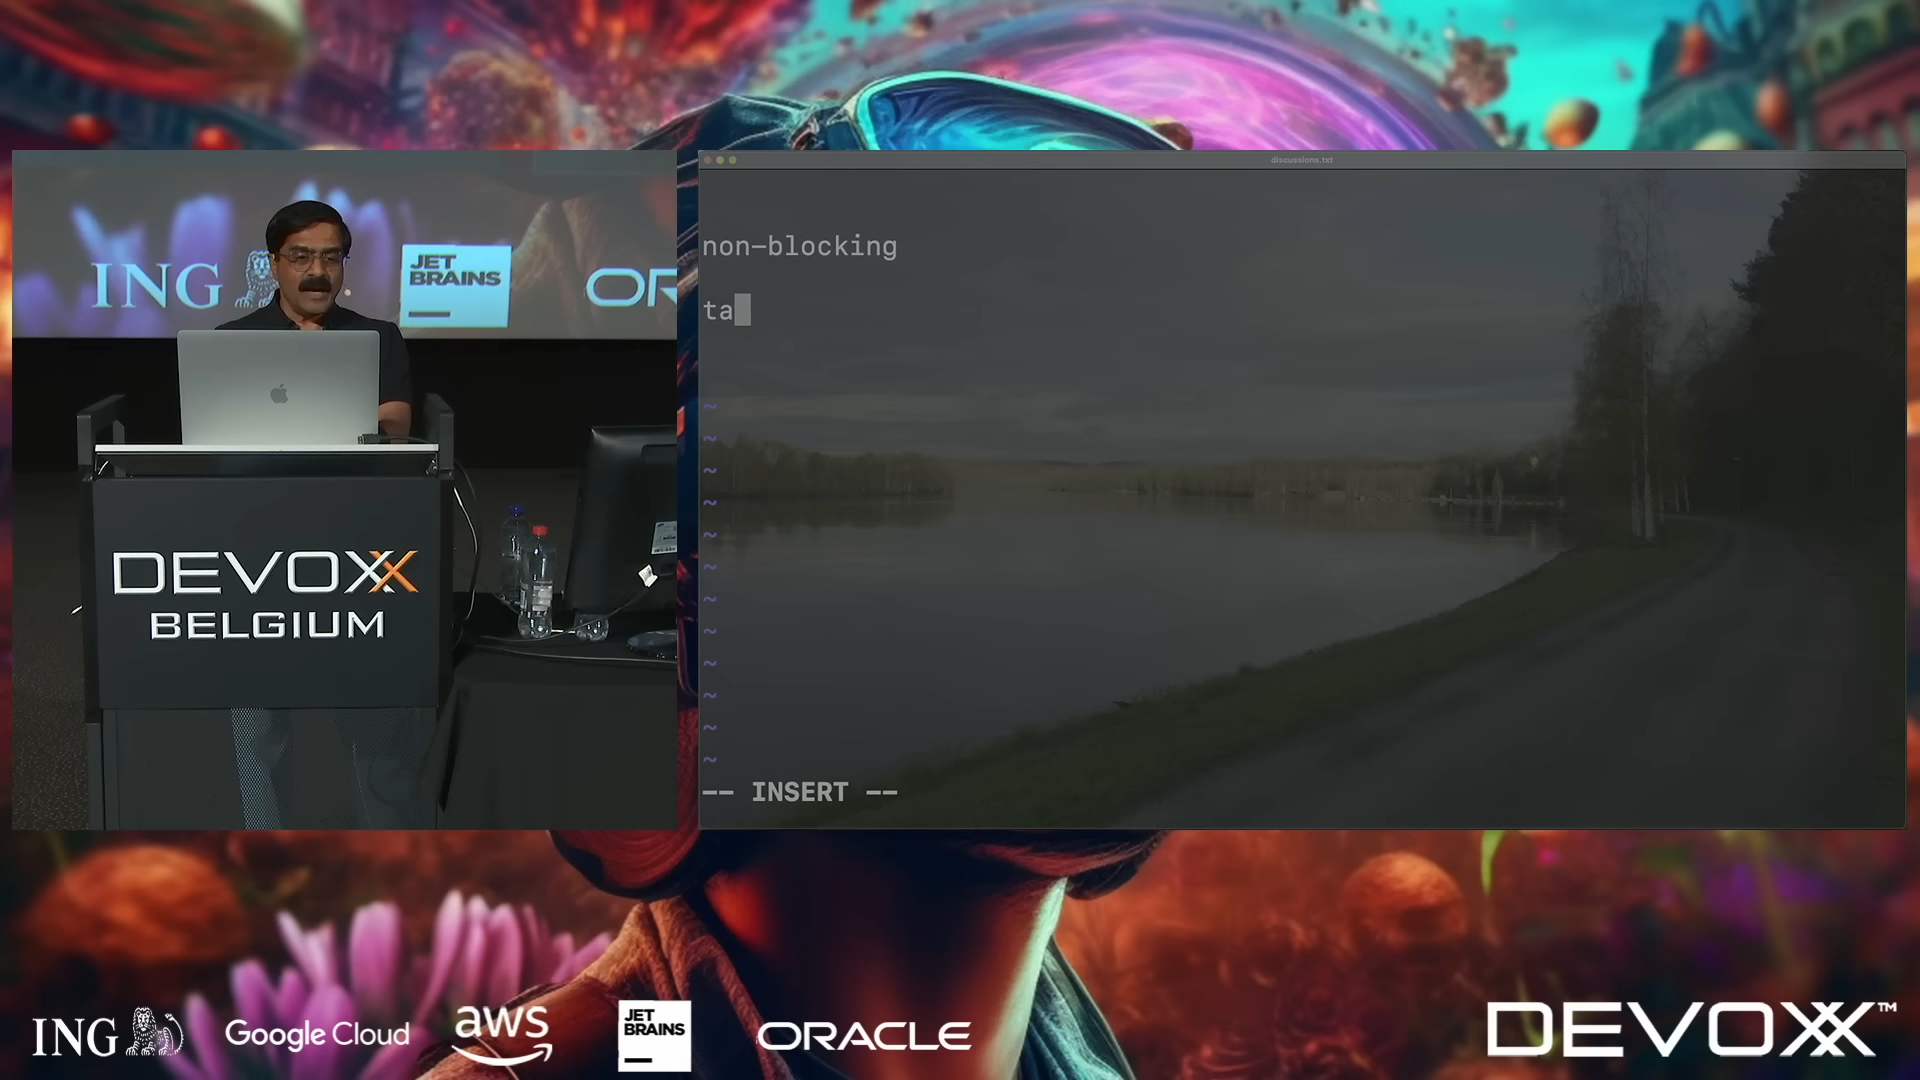 ING
JET
BRAINS
OR
DEVOXX
BELGIUM
discussions.txt
non-blocking
ta
~
~
~
~
~
~
~
~
~
~
~
~
-- INSERT --
ING
Google Cloud
aws
JET
BRAINS
ORACLE
DEVOXX™